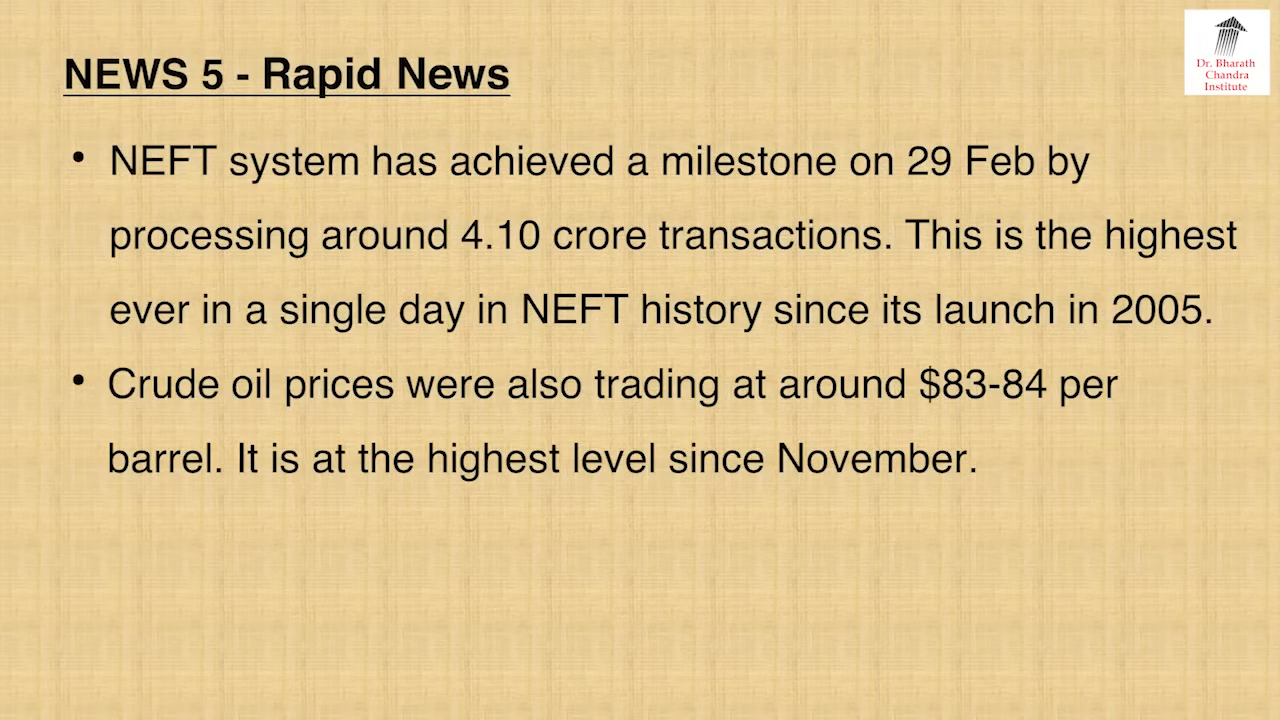 NEWS 5 - Rapid News
Dr. Bharath
Chandra
Institute
• NEFT system has achieved a milestone on 29 Feb by
processing around 4.10 crore transactions. This is the highest
ever in a single day in NEFT history since its launch in 2005.
• Crude oil prices were also trading at around $83-84 per
barrel. It is at the highest level since November.